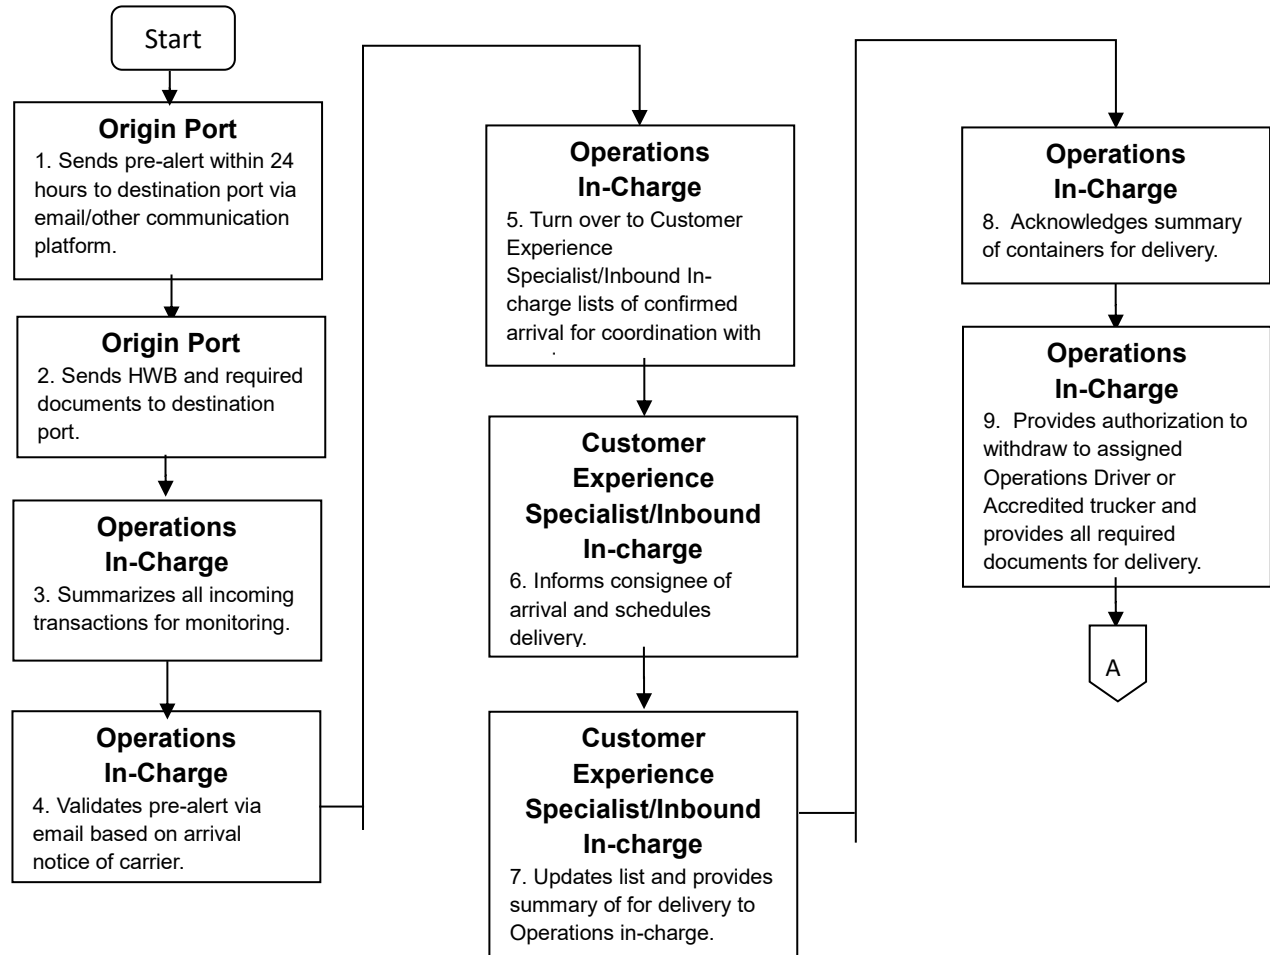 Start
Origin Port
1. Sends pre-alert within 24
hours to destination port via
email/other communication
platform.
Origin Port
2. Sends HWB and required
documents to destination
port.
Operations
In-Charge
3. Summarizes all incoming
transactions for monitoring.
Operations
In-Charge
4. Validates pre-alert via
email based on arrival
notice of carrier.
Operations
In-Charge
5. Turn over to Customer
Experience
Specialist/Inbound In-
charge lists of confirmed
arrival for coordination with
Customer
Experience
Specialist/Inbound
In-charge
6. Informs consignee of
arrival and schedules
delivery.
Customer
Experience
Specialist/Inbound
In-charge
7. Updates list and provides
summary of for delivery to
Operations in-charge.
Operations
In-Charge
8. Acknowledges summary
of containers for delivery.
Operations
In-Charge
9. Provides authorization to
withdraw to assigned
Operations Driver or
Accredited trucker and
provides all required
documents for delivery.
A